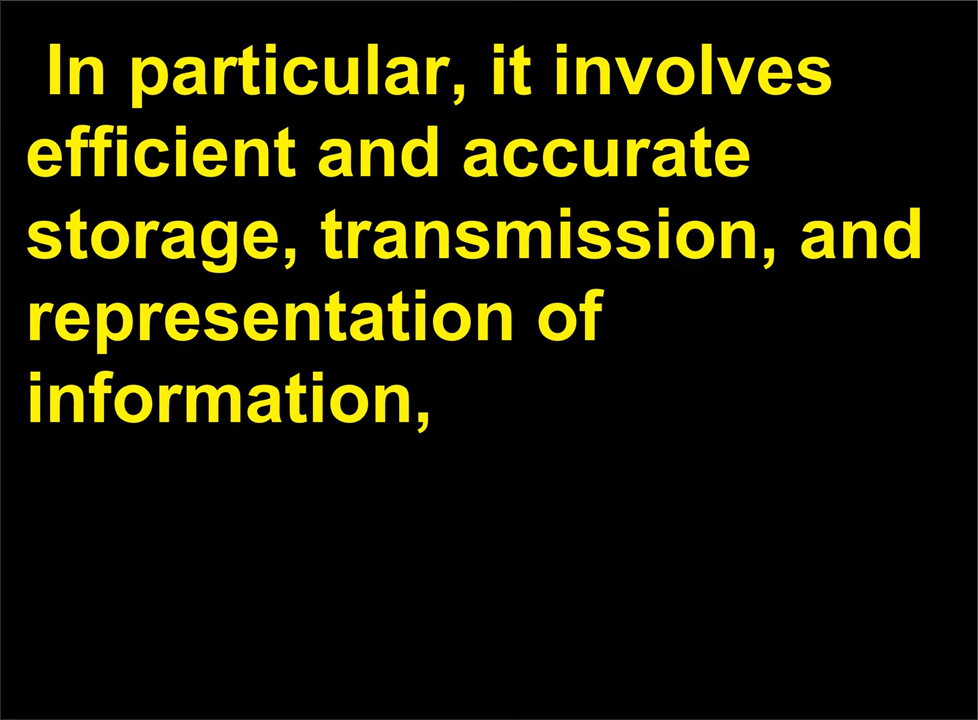 In particular, it involves
efficient and accurate
storage, transmission, and
representation of
information,